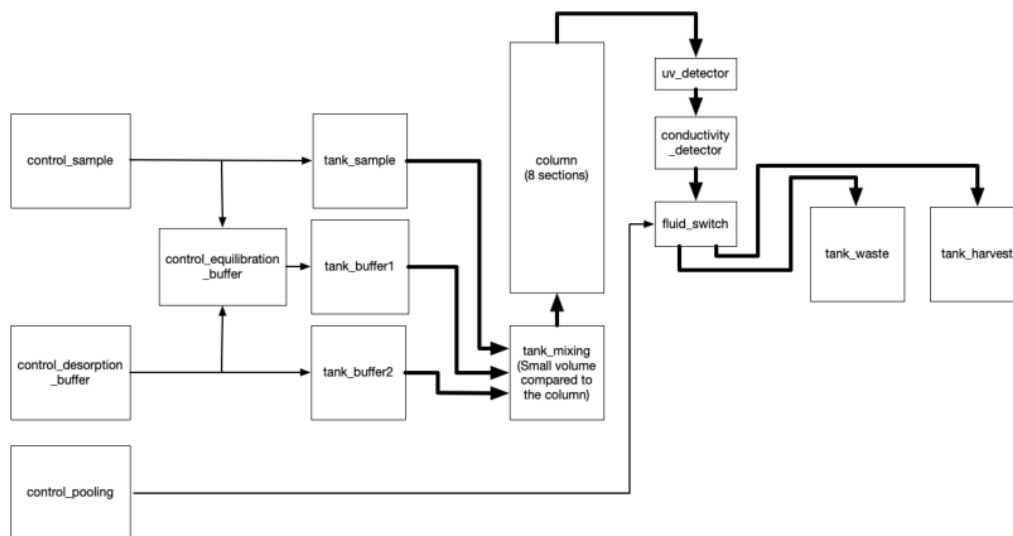 uv_detector
control_sample
tank_sample
column
(8 sections)
conductivity
_detector
fluid_switch
control_equilibration
_buffer
tank_buffer1
tank_waste
tank_harvest
control_desorption
_buffer
tank_buffer2
tank_mixing
(Small volume
compared to
the column)
control_pooling